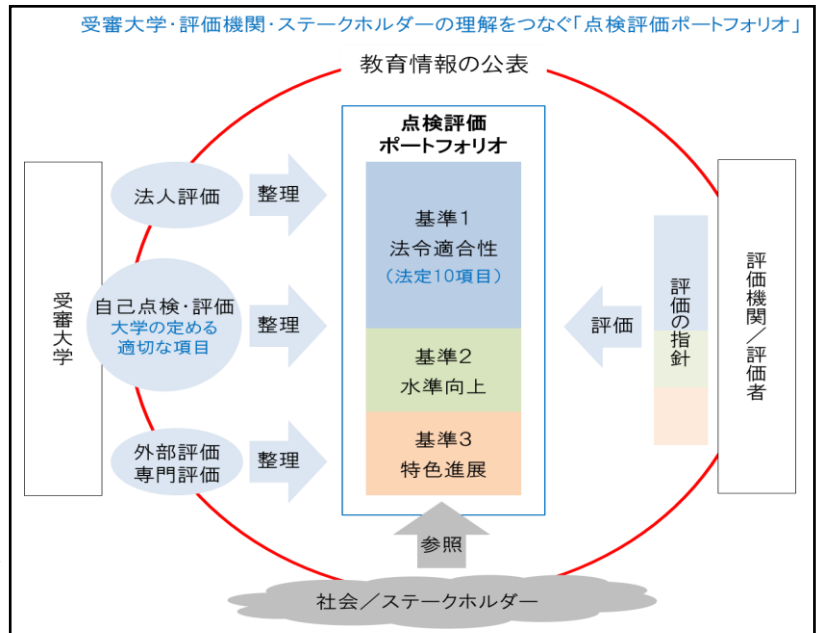 受審大学・評価機関・ステークホルダーの理解をつなぐ「点検評価ポートフォリオ」
教育情報の公表
点検評価
ポートフォリオ
受審大学
法人評価
整理
自己点検・評価
大学の定める
適切な項目
整理
外部評価
専門評価
整理
基準1
法令適合性
（法定10項目）
基準2
水準向上
基準3
特色進展
評価
評価の指針
評価機関／評価者
参照
社会／ステークホルダー